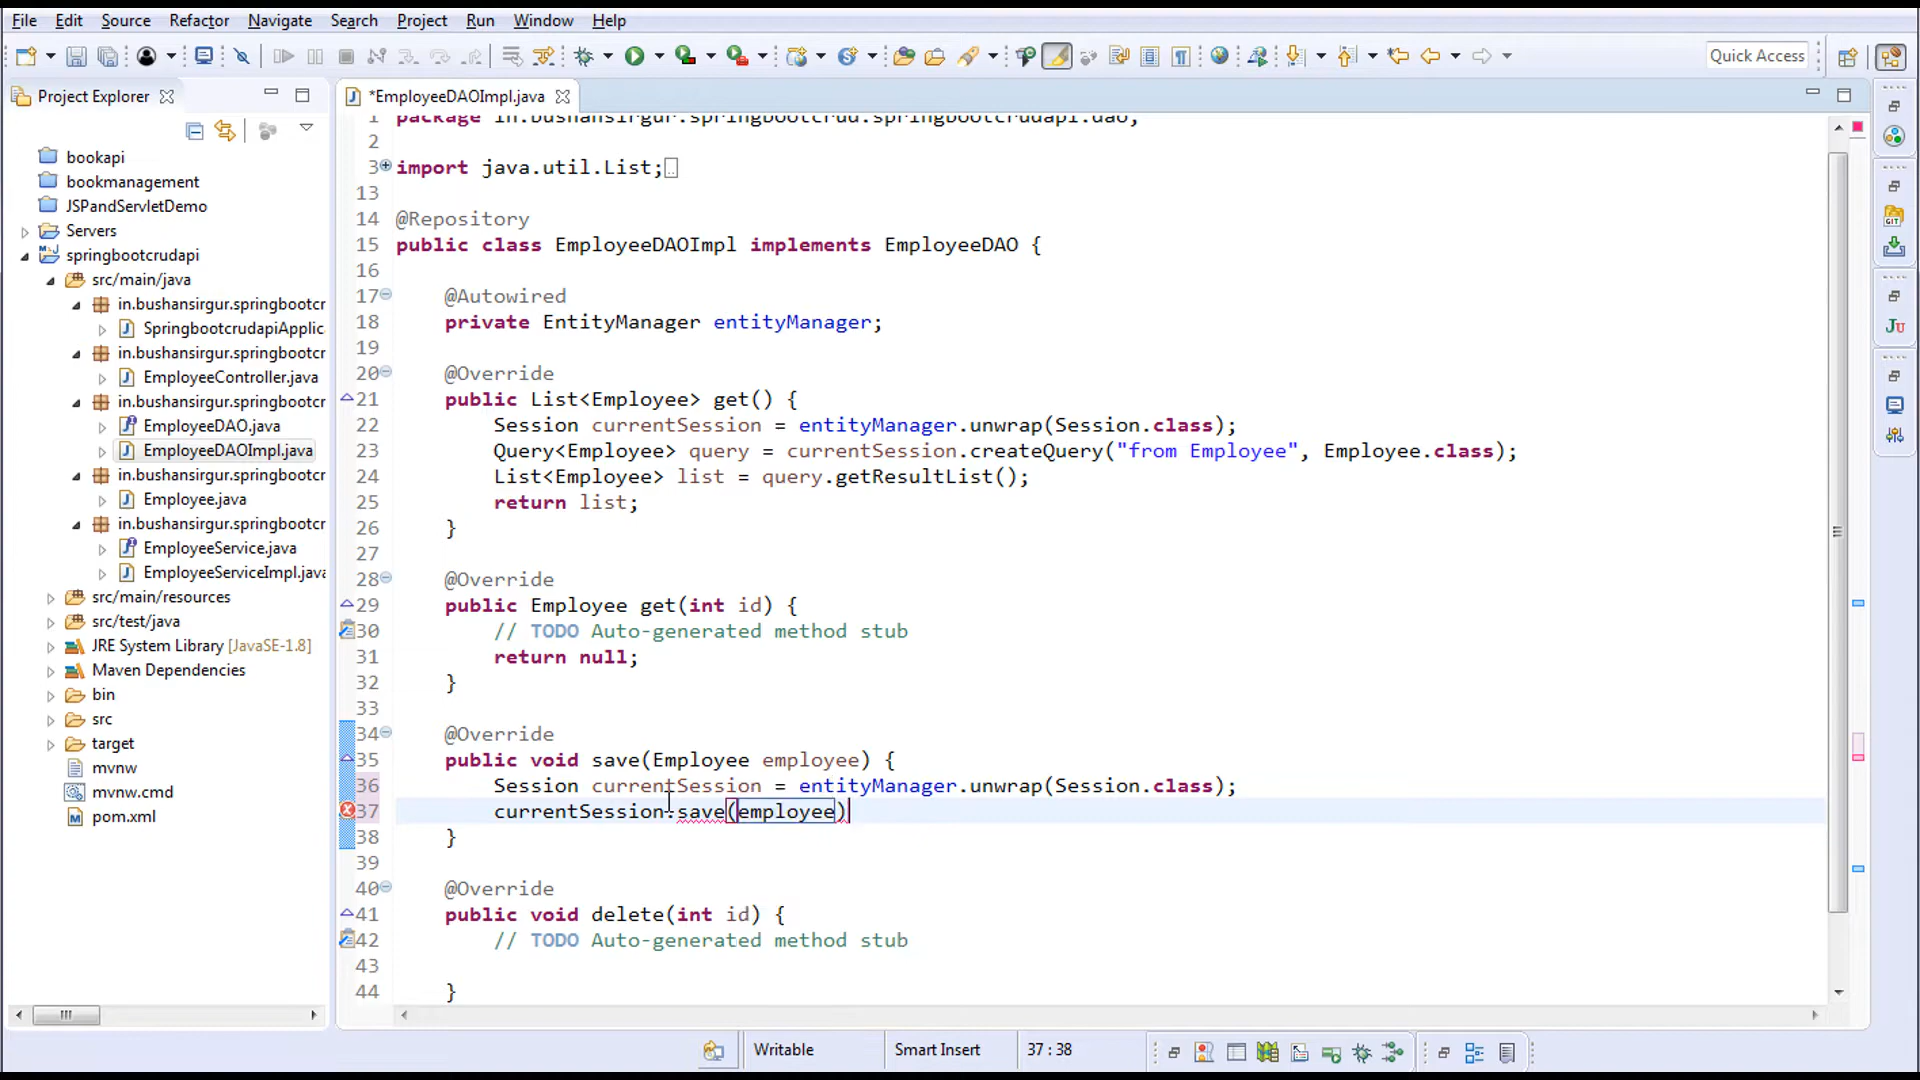 File Edit Source Refactor Navigate Search Project Run Window Help
Quick Access
Project Explorer
*EmployeeDAOImpl.java
bookapi
bookmanagement
JSPandServletDemo
Servers
springbootcrudapi
src/main/java
in.bushansirgur.springbootcr
SpringbootcrudapiApplic
in.bushansirgur.springbootcr
EmployeeController.java
in.bushansirgur.springbootcr
EmployeeDAO.java
EmployeeDAOImpl.java
in.bushansirgur.springbootcr
Employee.java
in.bushansirgur.springbootcr
EmployeeService.java
EmployeeServiceImpl.java
src/main/resources
src/test/java
JRE System Library [JavaSE-1.8]
Maven Dependencies
bin
src
target
mvnw
mvnw.cmd
pom.xml
1 package in.bushansirgur.springbootcrud.springbootcrudapi.dao;
2
3 import java.util.List;
13
14 @Repository
15 public class EmployeeDAOImpl implements EmployeeDAO {
16
17 @Autowired
18 private EntityManager entityManager;
19
20 @Override
21 public List<Employee> get() {
22 Session currentSession = entityManager.unwrap(Session.class);
23 Query<Employee> query = currentSession.createQuery("from Employee", Employee.class);
24 List<Employee> list = query.getResultList();
25 return list;
26 }
27
28 @Override
29 public Employee get(int id) {
30 // TODO Auto-generated method stub
31 return null;
32 }
33
34 @Override
35 public void save(Employee employee) {
36 Session currentSession = entityManager.unwrap(Session.class);
37 currentSession.save(employee)
38 }
39
40 @Override
41 public void delete(int id) {
42 // TODO Auto-generated method stub
43
44 }
Writable Smart Insert 37 : 38